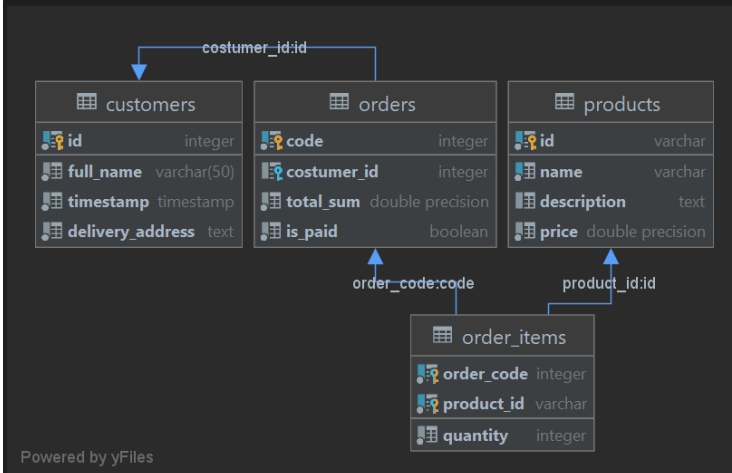 costumer_id:id
customers
id integer
full_name varchar(50)
timestamp timestamp
delivery_address text
orders
code integer
costumer_id integer
total_sum double precision
is_paid boolean
products
id varchar
name varchar
description text
price double precision
order_code:code
product_id:id
order_items
order_code integer
product_id varchar
quantity integer
Powered by yFiles